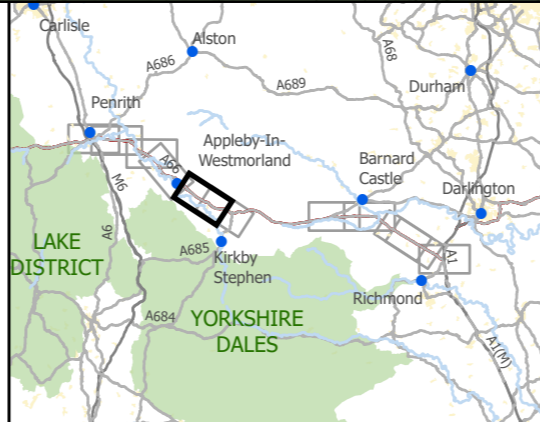 Carlisle
Alston
A68
A686
A689
Durham
Penrith
Appleby-In-
Westmorland
Barnard
Castle
Darlington
A66
M6
A6
LAKE
DISTRICT
A685
Kirkby
Stephen
A1
Richmond
A684
YORKSHIRE
DALES
A1(M)